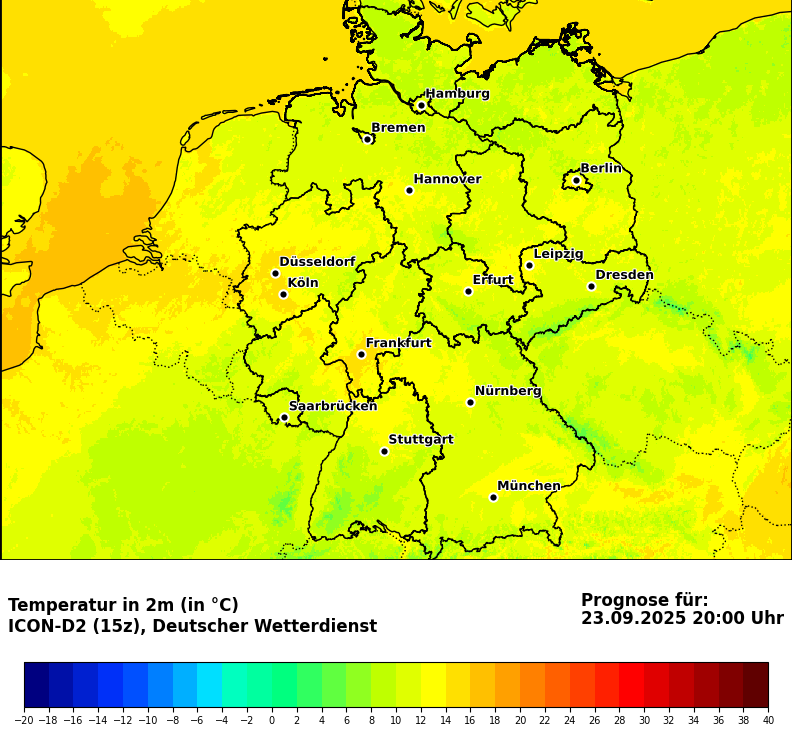 Hamburg
Bremen
Berlin
Hannover
Leipzig
Düsseldorf
Dresden
Köln
Erfurt
Frankfurt
Nürnberg
Saarbrücken
Stuttgart
München
Temperatur in 2m (in °C)
ICON-D2 (15z), Deutscher Wetterdienst
Prognose für:
23.09.2025 20:00 Uhr
−20 −18 −16 −14 −12 −10 −8 −6 −4 −2 0 2 4 6 8 10 12 14 16 18 20 22 24 26 28 30 32 34 36 38 40